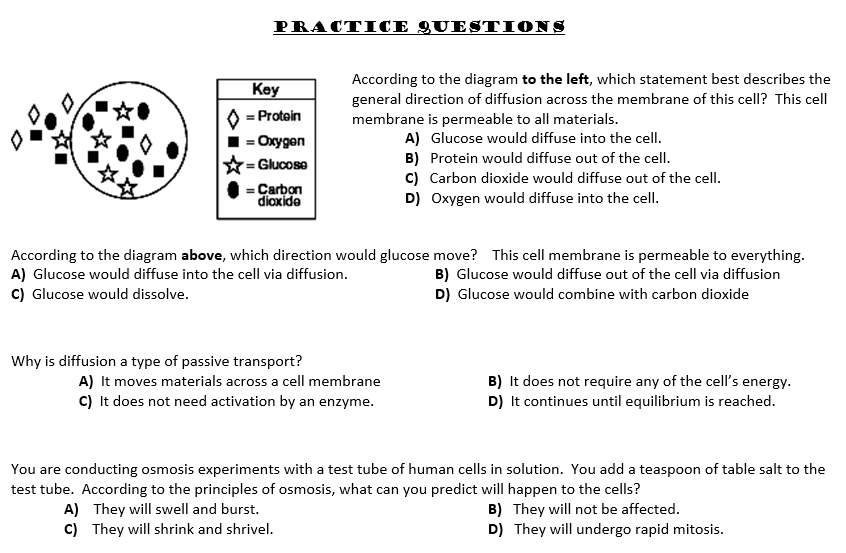 PRACTICE QUESTIONS
Key
= Protein
= Oxygen
= Glucose
= Carbon
dioxide
According to the diagram to the left, which statement best describes the
general direction of diffusion across the membrane of this cell?  This cell
membrane is permeable to all materials.
A) Glucose would diffuse into the cell.
B) Protein would diffuse out of the cell.
C) Carbon dioxide would diffuse out of the cell.
D) Oxygen would diffuse into the cell.
According to the diagram above, which direction would glucose move?  This cell membrane is permeable to everything.
A) Glucose would diffuse into the cell via diffusion. B) Glucose would diffuse out of the cell via diffusion
C) Glucose would dissolve. D) Glucose would combine with carbon dioxide
Why is diffusion a type of passive transport?
A) It moves materials across a cell membrane B) It does not require any of the cell's energy.
C) It does not need activation by an enzyme. D) It continues until equilibrium is reached.
You are conducting osmosis experiments with a test tube of human cells in solution.  You add a teaspoon of table salt to the
test tube.  According to the principles of osmosis, what can you predict will happen to the cells?
A) They will swell and burst. B) They will not be affected.
C) They will shrink and shrivel. D) They will undergo rapid mitosis.